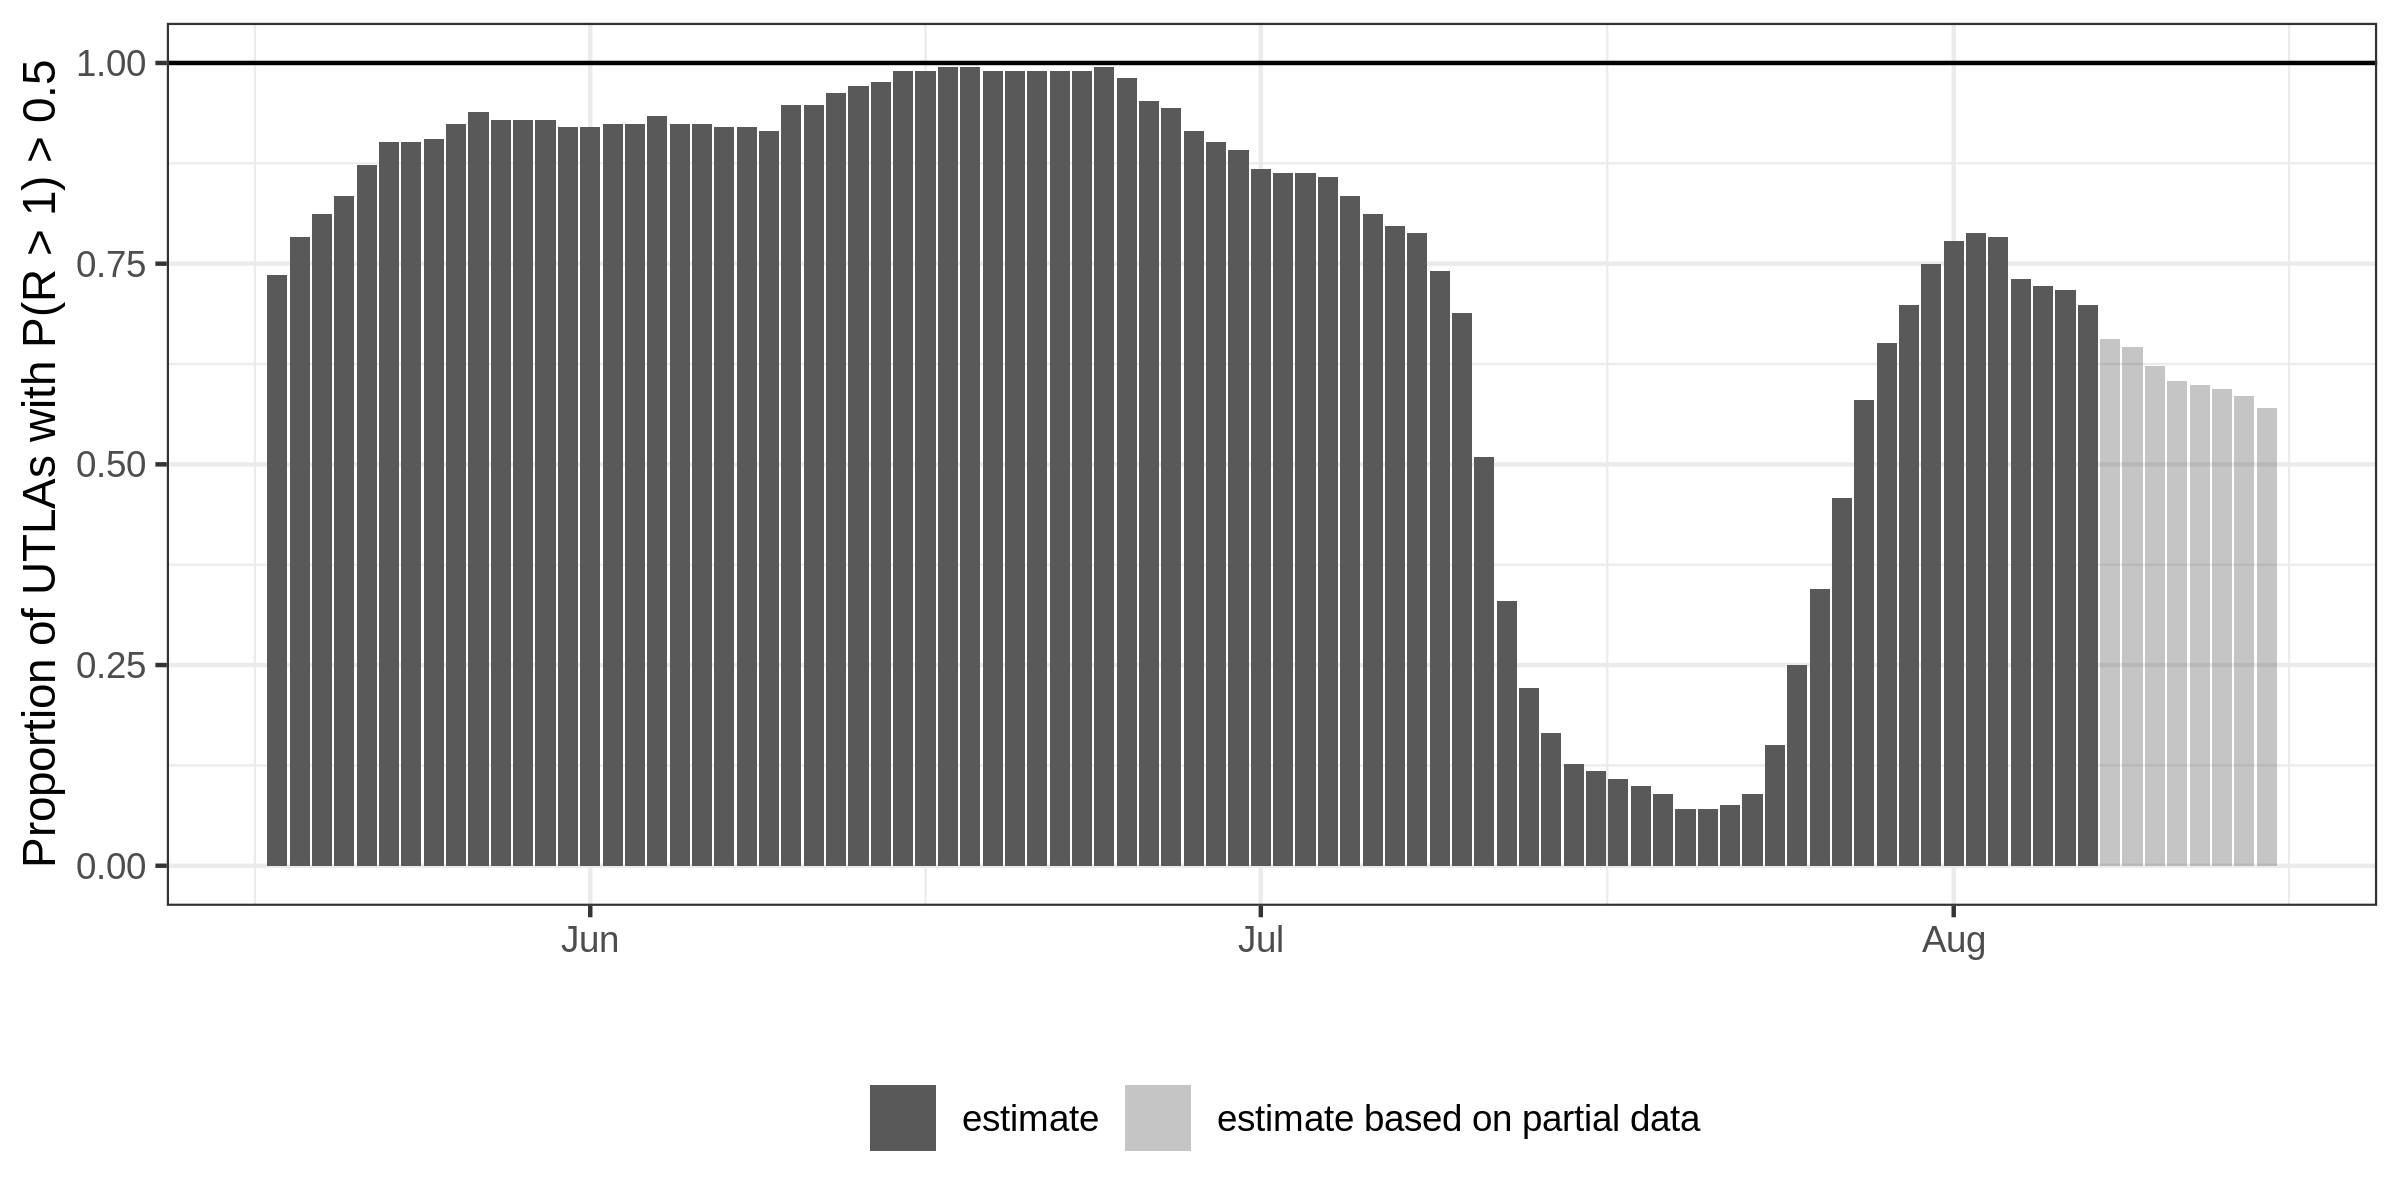 Proportion of UTLAs with P(R > 1) > 0.5
1.00
0.75
0.50
0.25
0.00
Jun Jul Aug
estimate estimate based on partial data